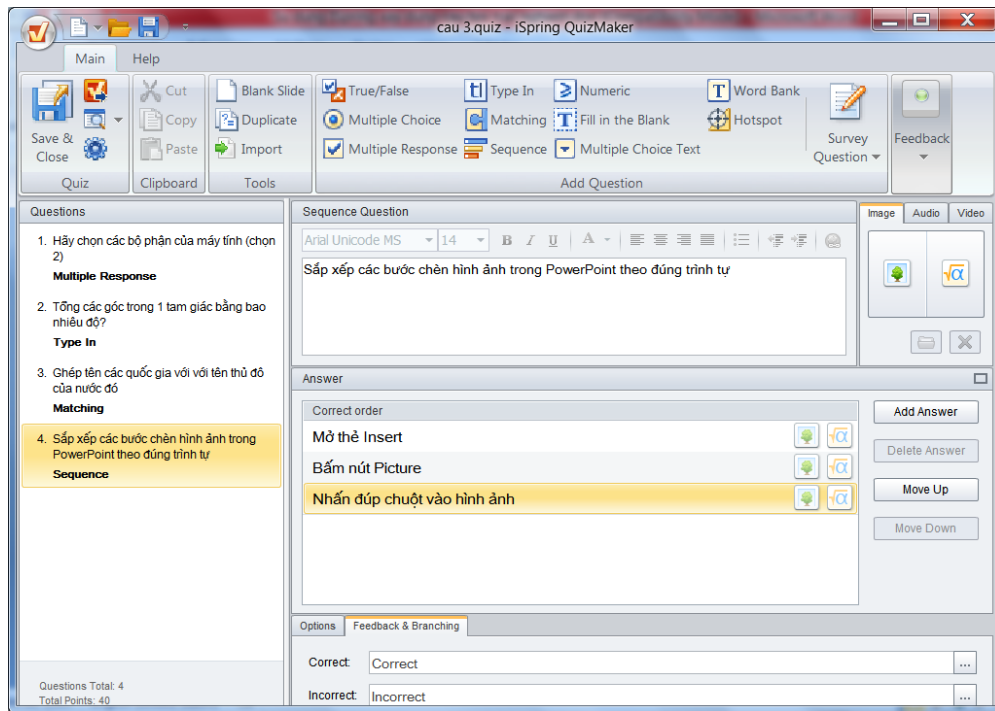 cau 3.quiz - iSpring QuizMaker
Main Help
Save & Close
Quiz
Cut
Copy
Paste
Clipboard
Blank Slide
Duplicate
Import
Tools
True/False
Multiple Choice
Multiple Response
Type In
Matching
Sequence
Numeric
Fill in the Blank
Multiple Choice Text
Word Bank
Hotspot
Survey
Question
Add Question
Feedback
Questions
1. Hãy chọn các bộ phận của máy tính (chọn
2)
Multiple Response
2. Tổng các góc trong 1 tam giác bằng bao
nhiêu độ?
Type In
3. Ghép tên các quốc gia với với tên thủ đô
của nước đó
Matching
4. Sắp xếp các bước chèn hình ảnh trong
PowerPoint theo đúng trình tự
Sequence
Questions Total: 4
Total Points: 40
Sequence Question
Arial Unicode MS 14 B I U A
Sắp xếp các bước chèn hình ảnh trong PowerPoint theo đúng trình tự
Image Audio Video
√α
Answer
Correct order
Mở thẻ Insert √α
Bấm nút Picture √α
Nhấn đúp chuột vào hình ảnh √α
Add Answer
Delete Answer
Move Up
Move Down
Options Feedback & Branching
Correct: Correct ...
Incorrect: Incorrect ...